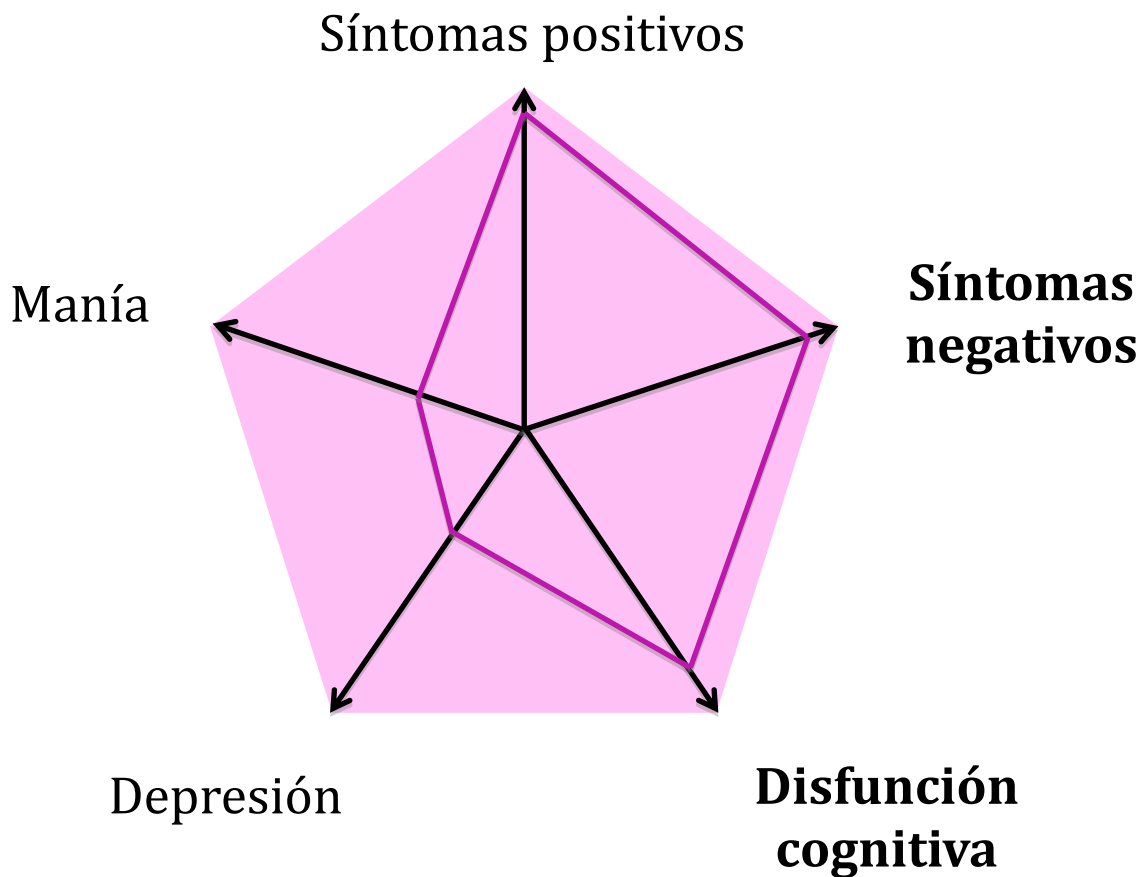 Síntomas positivos
Síntomas
negativos
Manía
Depresión
Disfunción
cognitiva